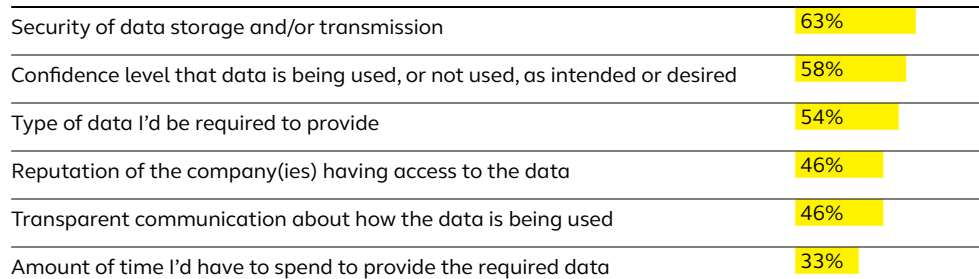 Security of data storage and/or transmission 63%
Confidence level that data is being used, or not used, as intended or desired 58%
Type of data I'd be required to provide 54%
Reputation of the company(ies) having access to the data 46%
Transparent communication about how the data is being used 46%
Amount of time I'd have to spend to provide the required data 33%